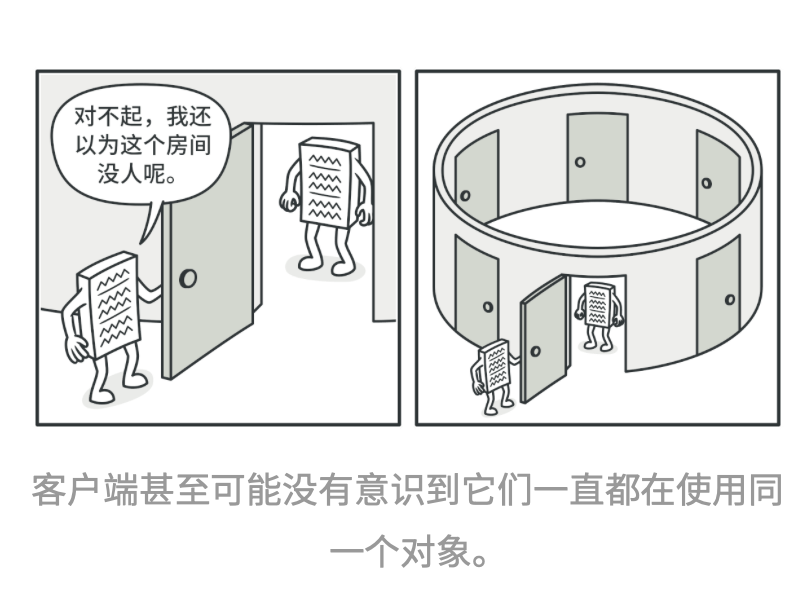 对不起，我还
以为这个房间
没人呢。
客户端甚至可能没有意识到它们一直都在使用同
一个对象。